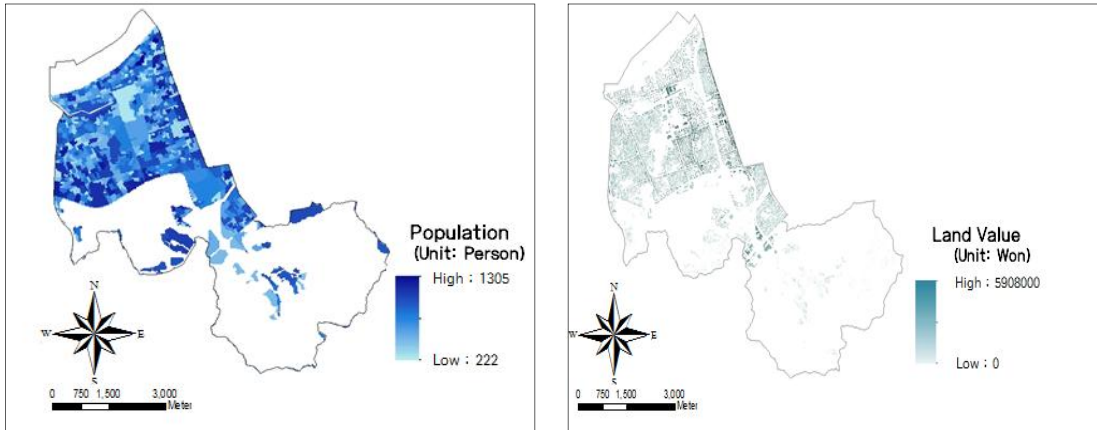 Population
(Unit: Person)
High : 1305
Low : 222
N
W
E
S
0 750 1,500 3,000
Meter
Land Value
(Unit: Won)
High : 5908000
Low : 0
N
W
E
S
0 750 1,500 3,000
Meter